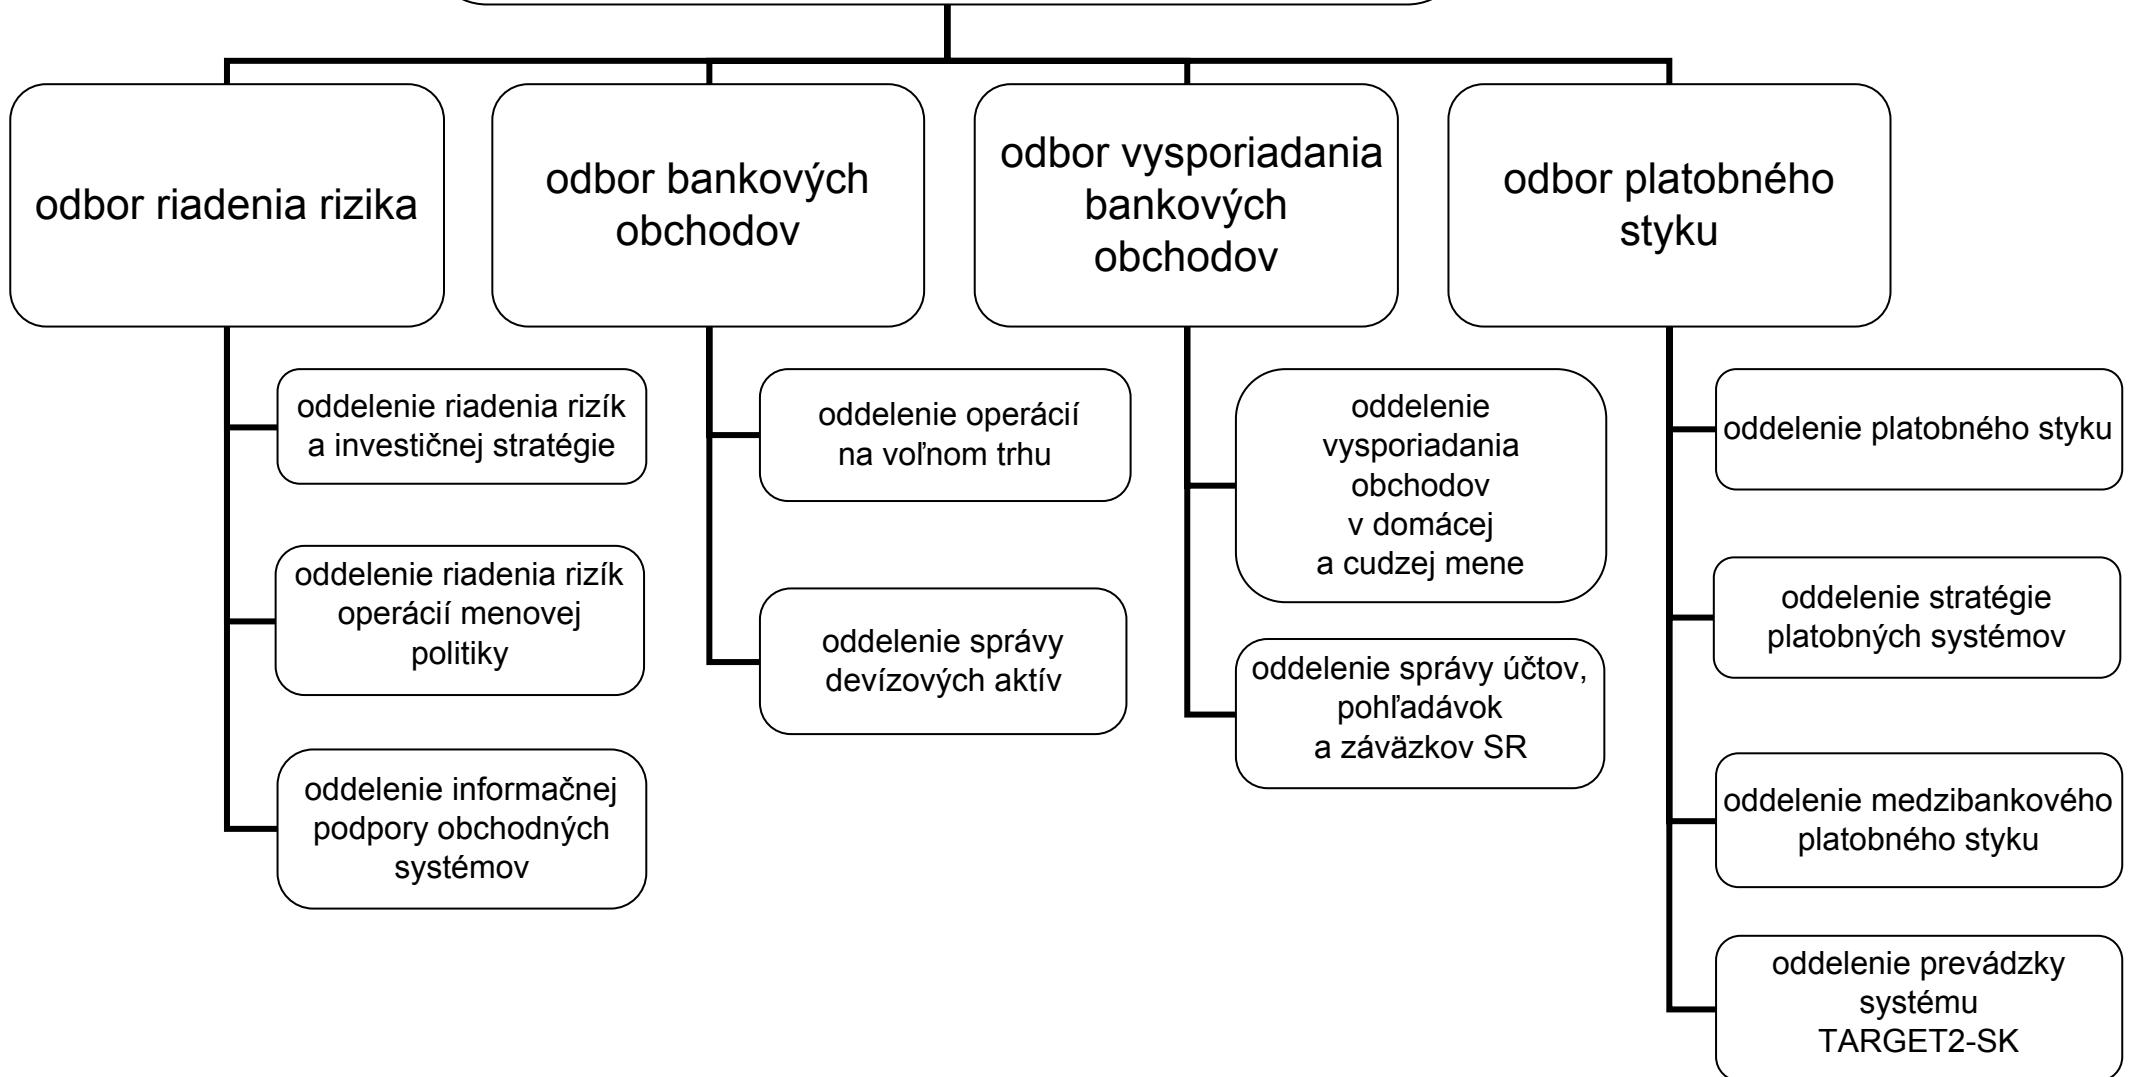 odbor riadenia rizika
odbor bankových
obchodov
odbor vysporiadania
bankových
obchodov
odbor platobného
styku
oddelenie riadenia rizík
a investičnej stratégie
oddelenie riadenia rizík
operácií menovej
politiky
oddelenie informačnej
podpory obchodných
systémov
oddelenie operácií
na voľnom trhu
oddelenie správy
devízových aktív
oddelenie
vysporiadania
obchodov
v domácej
a cudzej mene
oddelenie správy účtov,
pohľadávok
a záväzkov SR
oddelenie platobného styku
oddelenie stratégie
platobných systémov
oddelenie medzibankového
platobného styku
oddelenie prevádzky
systému
TARGET2-SK